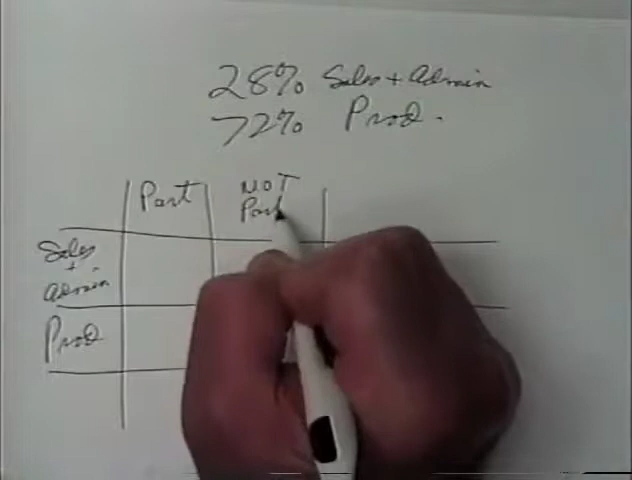 28% Sales + Admin
72% Prod.
Part NOT
Part
Sales
+
Admin
Prod